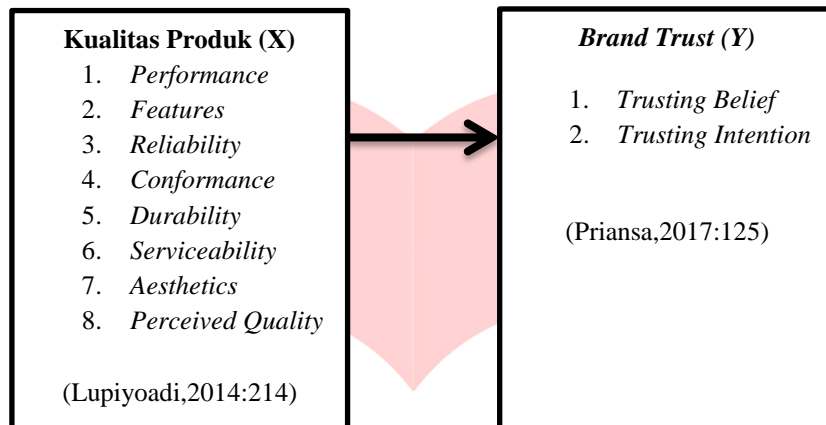 Kualitas Produk (X)
1. Performance
2. Features
3. Reliability
4. Conformance
5. Durability
6. Serviceability
7. Aesthetics
8. Perceived Quality
(Lupiyoadi,2014:214)
Brand Trust (Y)
1. Trusting Belief
2. Trusting Intention
(Priansa,2017:125)